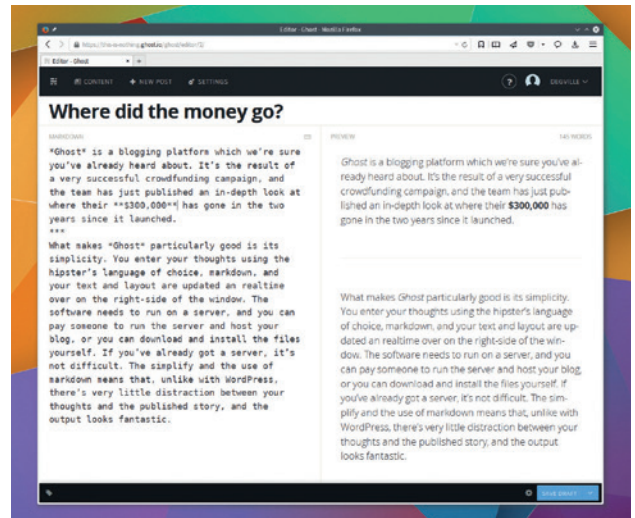 Editor - Ghost - Mozilla Firefox
https://this-is-nothing.ghost.io/ghost/editor/2/
Editor - Ghost
CONTENT + NEW POST SETTINGS
? DEGVILLE
Where did the money go?
MARKDOWN
PREVIEW 145 WORDS
*Ghost* is a blogging platform which we're sure
you've already heard about. It's the result of
a very successful crowdfunding campaign, and
the team has just published an in-depth look at
where their **$300,000** has gone in the two
years since it launched.
***
What makes *Ghost* particularly good is its
simplicity. You enter your thoughts using the
hipster's language of choice, markdown, and
your text and layout are updated an realtime
over on the right-side of the window. The
software needs to run on a server, and you can
pay someone to run the server and host your
blog, or you can download and install the files
yourself. If you've already got a server, it's
not difficult. The simplify and the use of
markdown means that, unlike with WordPress,
there's very little distraction between your
thoughts and the published story, and the
output looks fantastic.
Ghost is a blogging platform which we're sure you've al-
ready heard about. It's the result of a very successful
crowdfunding campaign, and the team has just pub-
lished an in-depth look at where their $300,000 has
gone in the two years since it launched.
What makes Ghost particularly good is its simplicity.
You enter your thoughts using the hipster's language
of choice, markdown, and your text and layout are up-
dated an realtime over on the right-side of the win-
dow. The software needs to run on a server, and you
can pay someone to run the server and host your blog,
or you can download and install the files yourself. If
you've already got a server, it's not difficult. The sim-
plify and the use of markdown means that, unlike with
WordPress, there's very little distraction between your
thoughts and the published story, and the output
looks fantastic.
SAVE DRAFT